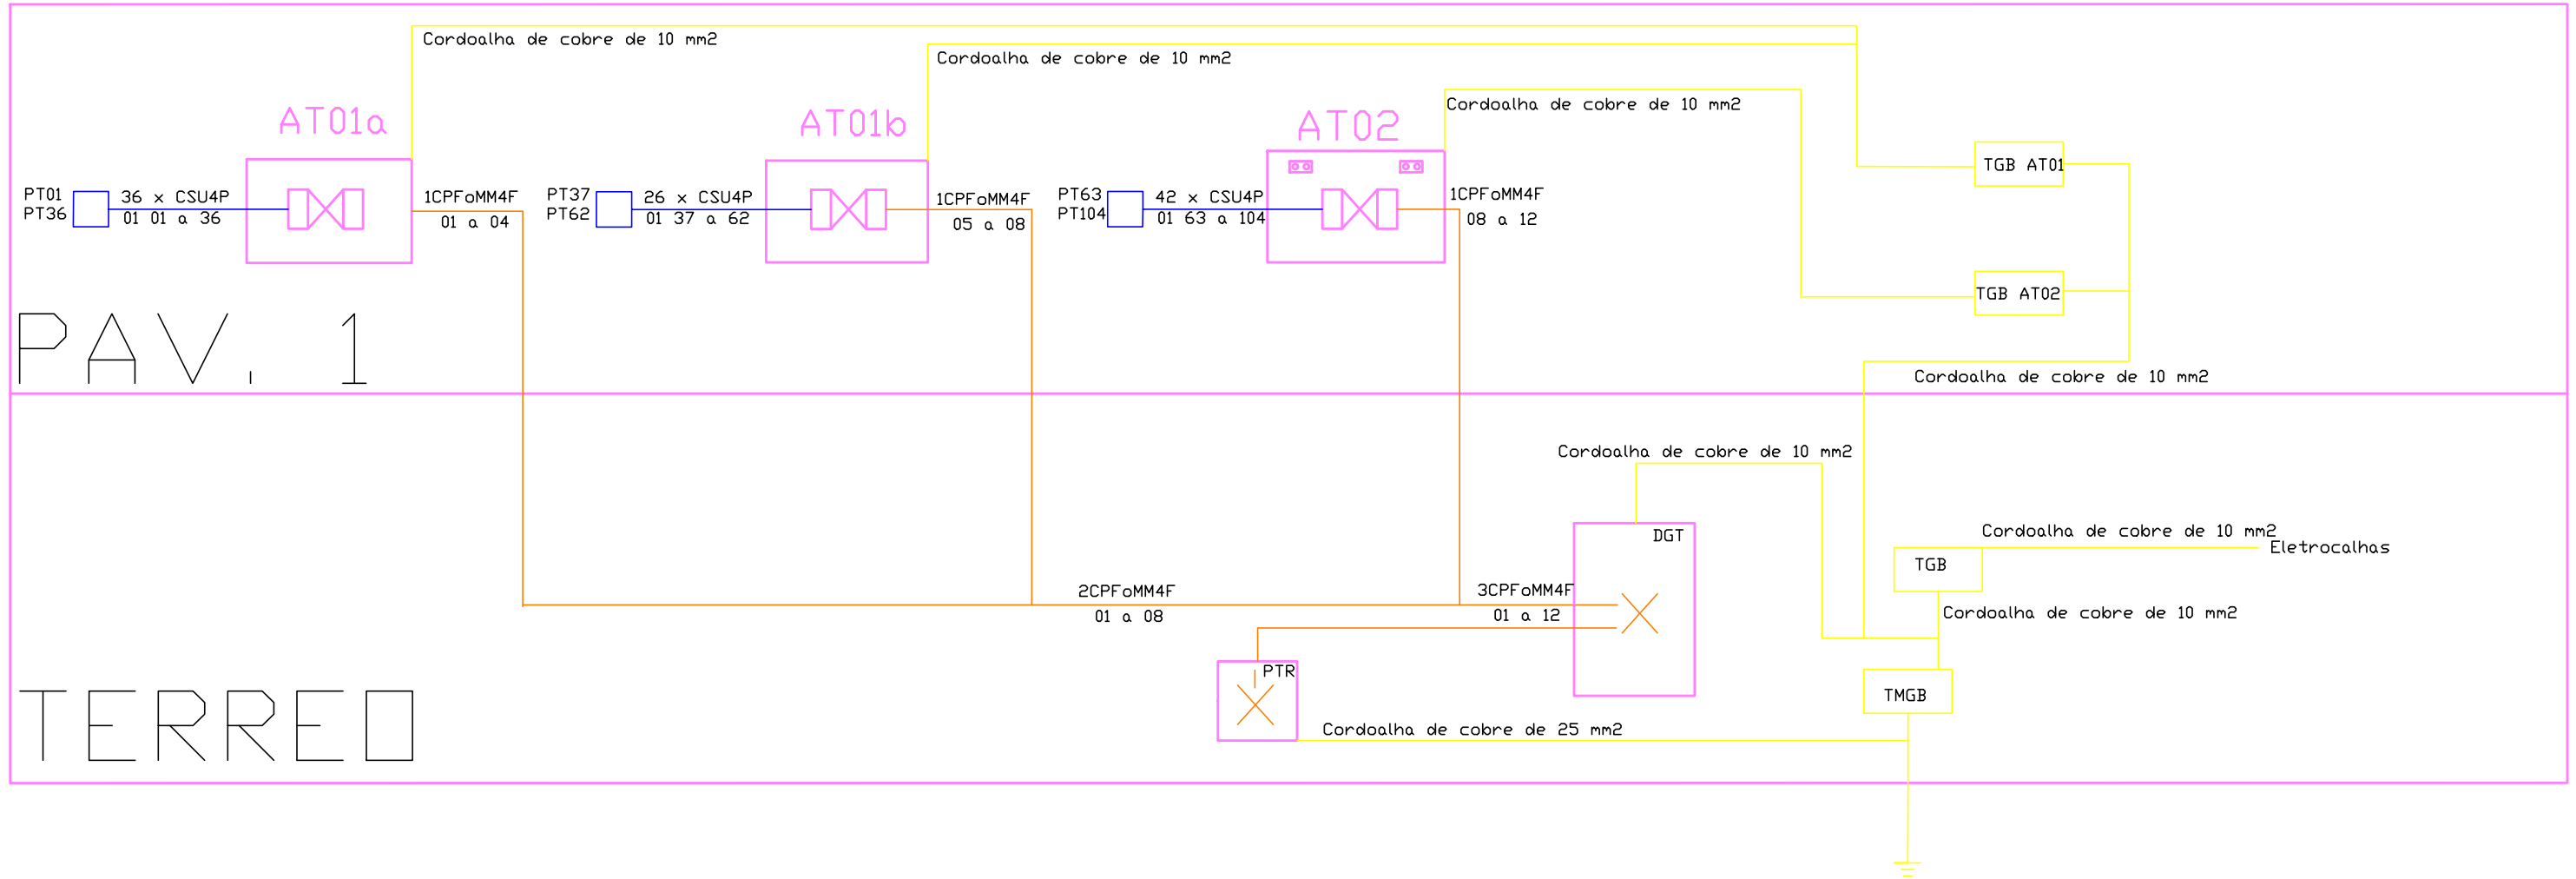 Cordoalha de cobre de 10 mm2
Cordoalha de cobre de 10 mm2
Cordoalha de cobre de 10 mm2
AT01a
AT01b
AT02
TGB AT01
PT01
PT36
36 x CSU4P
01 01 a 36
1CPFoMM4F
01 a 04
PT37
PT62
26 x CSU4P
01 37 a 62
1CPFoMM4F
05 a 08
PT63
PT104
42 x CSU4P
01 63 a 104
1CPFoMM4F
08 a 12
TGB AT02
PAV. 1
Cordoalha de cobre de 10 mm2
Cordoalha de cobre de 10 mm2
DGT
Cordoalha de cobre de 10 mm2
Eletrocalhas
TGB
2CPFoMM4F
01 a 08
3CPFoMM4F
01 a 12
Cordoalha de cobre de 10 mm2
PTR
TMGB
TERREO
Cordoalha de cobre de 25 mm2